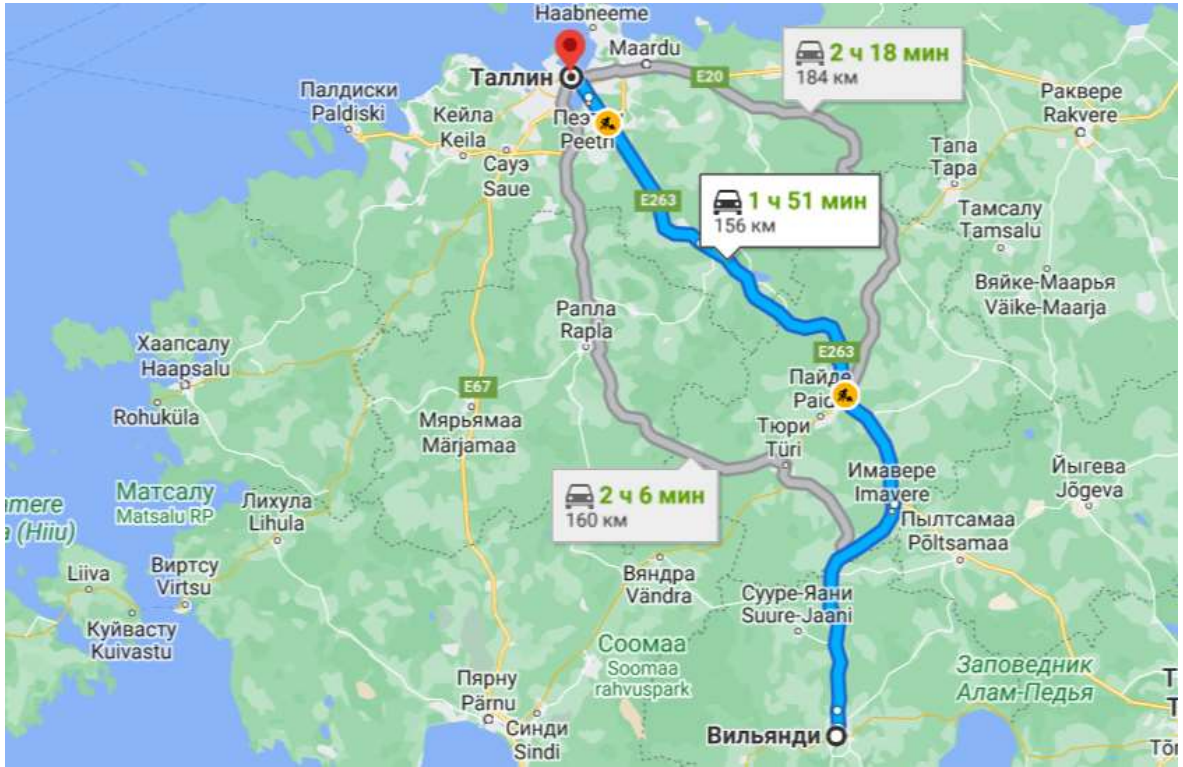 Haabneeme
Maardu
2 ч 18 мин
184 км
Таллин
E20
Палдиски
Paldiski
Кейла
Keila
Peetri
Раквере
Rakvere
Сауэ
Saue
Тапа
Тара
E263
1 ч 51 мин
156 км
Тамсалу
Tamsalu
Вяйке-Маарья
Väike-Maarja
Рапла
Rapla
Хаапсалу
Haapsalu
Rohuküla
E263
E67
Пайде
Мярьямаа
Märjamaa
Тюри
Türi
Имавере
Imavere
Йыгева
Jõgeva
2 ч 6 мин
160 км
Матсалу
Matsalu RP
Лихула
Lihula
(Hiiu)
Пылтсамаа
Põltsamaa
Liiva
Виртсу
Virtsu
Вяндра
Vändra
Сууре-Яани
Suure-Jaani
Куйвасту
Kuivastu
Соомаа
Soomaa
rahvuspark
Заповедник
Алам-Педья
Пярну
Pärnu
Синди
Sindi
Вильянди